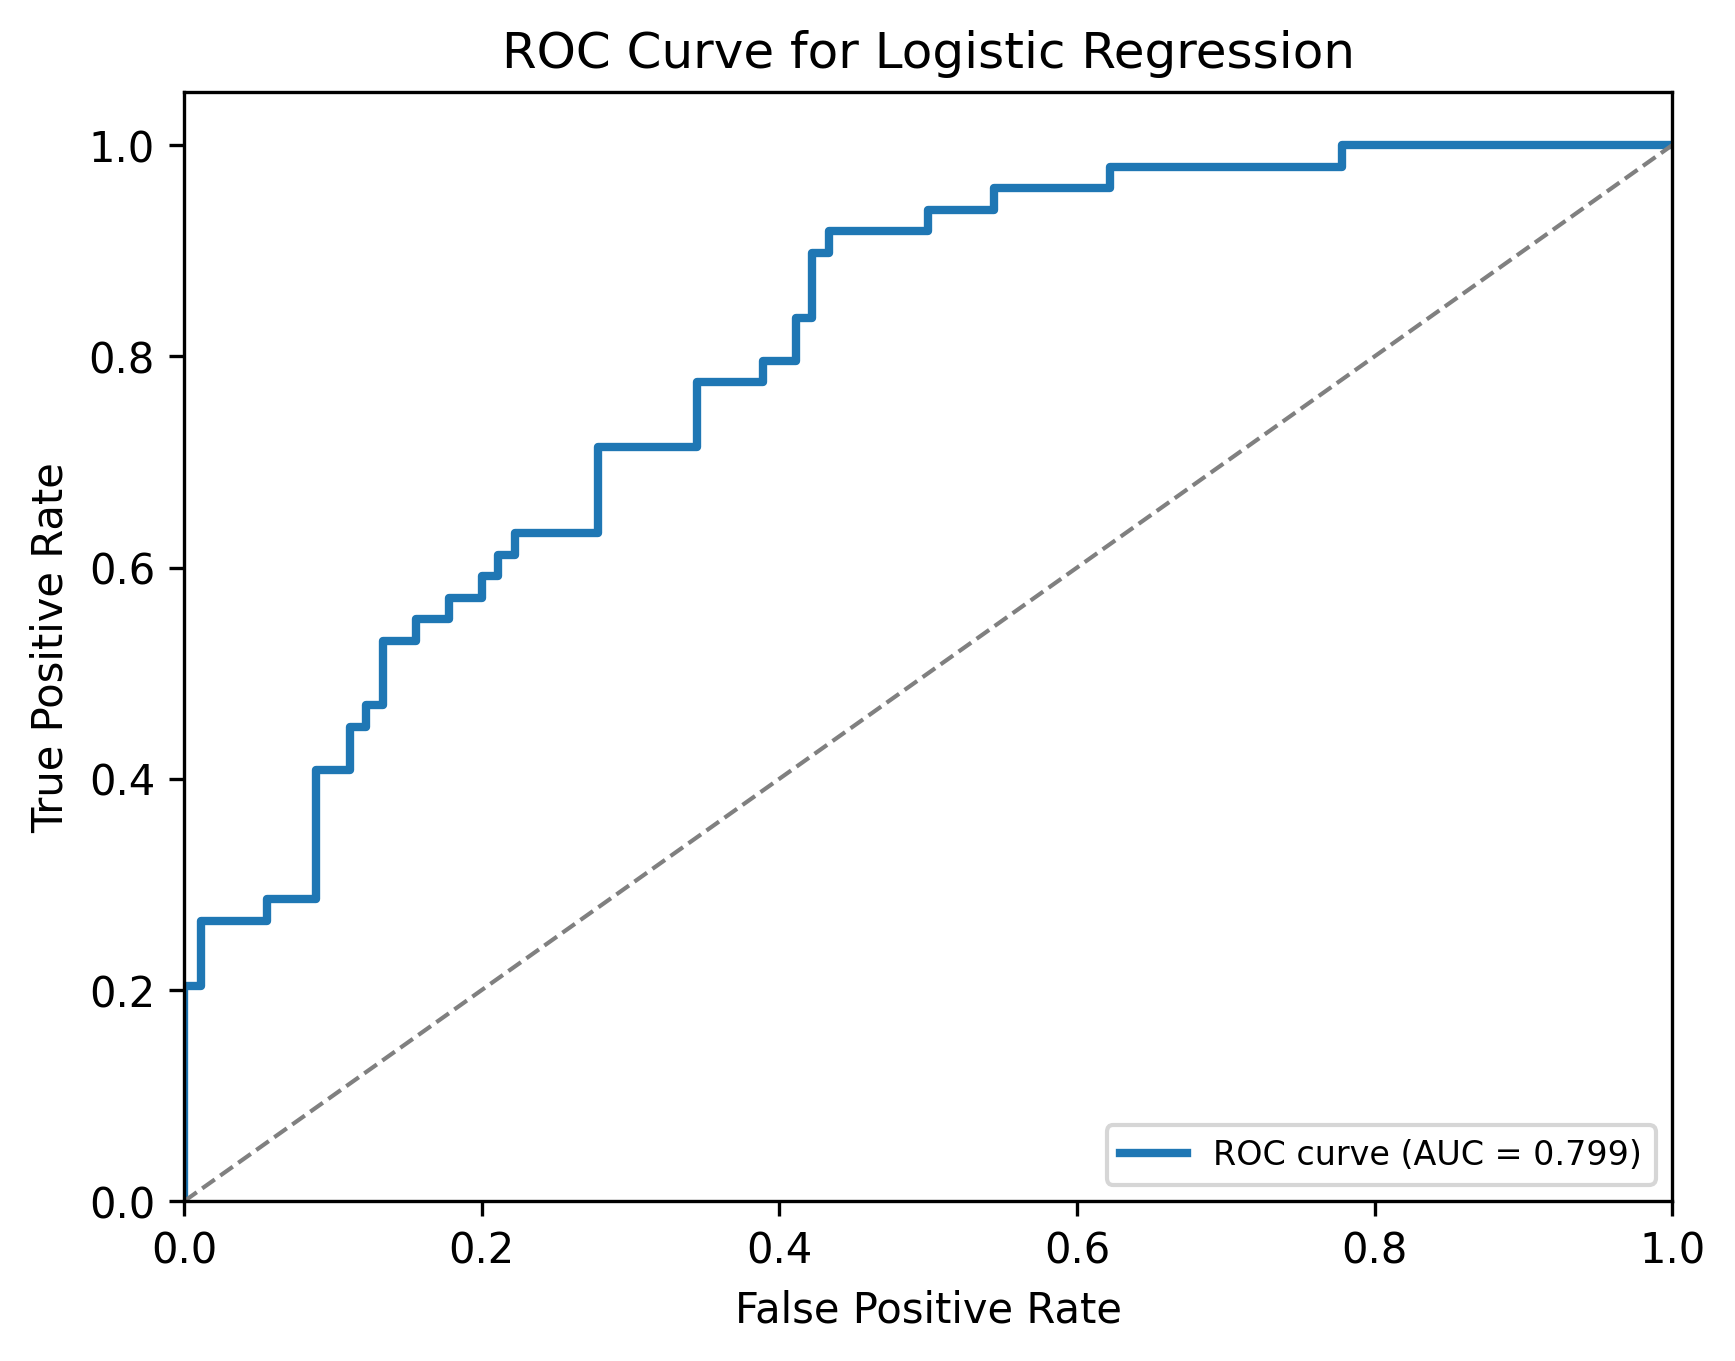 ROC Curve for Logistic Regression
True Positive Rate
1.0
0.8
0.6
0.4
0.2
0.0
ROC curve (AUC = 0.799)
0.0 0.2 0.4 0.6 0.8 1.0
False Positive Rate